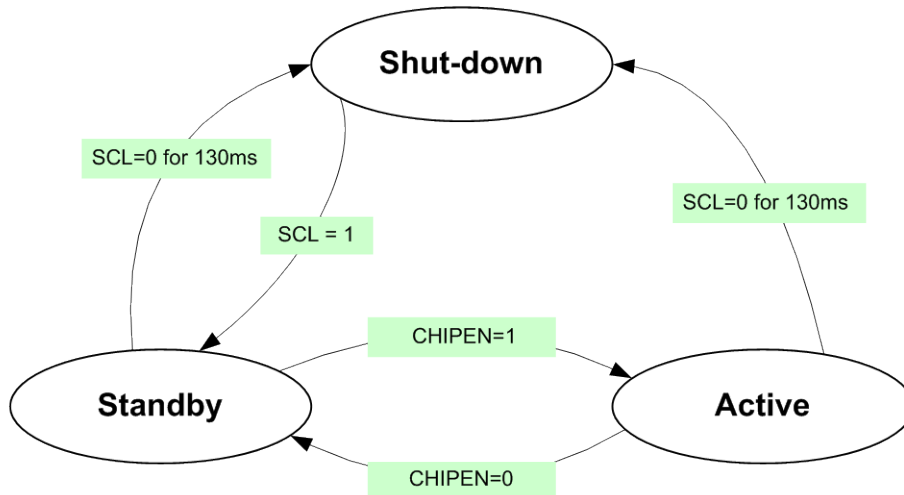 Shut-down
SCL=0 for 130ms
SCL = 1
SCL=0 for 130ms
CHIPEN=1
Standby
Active
CHIPEN=0